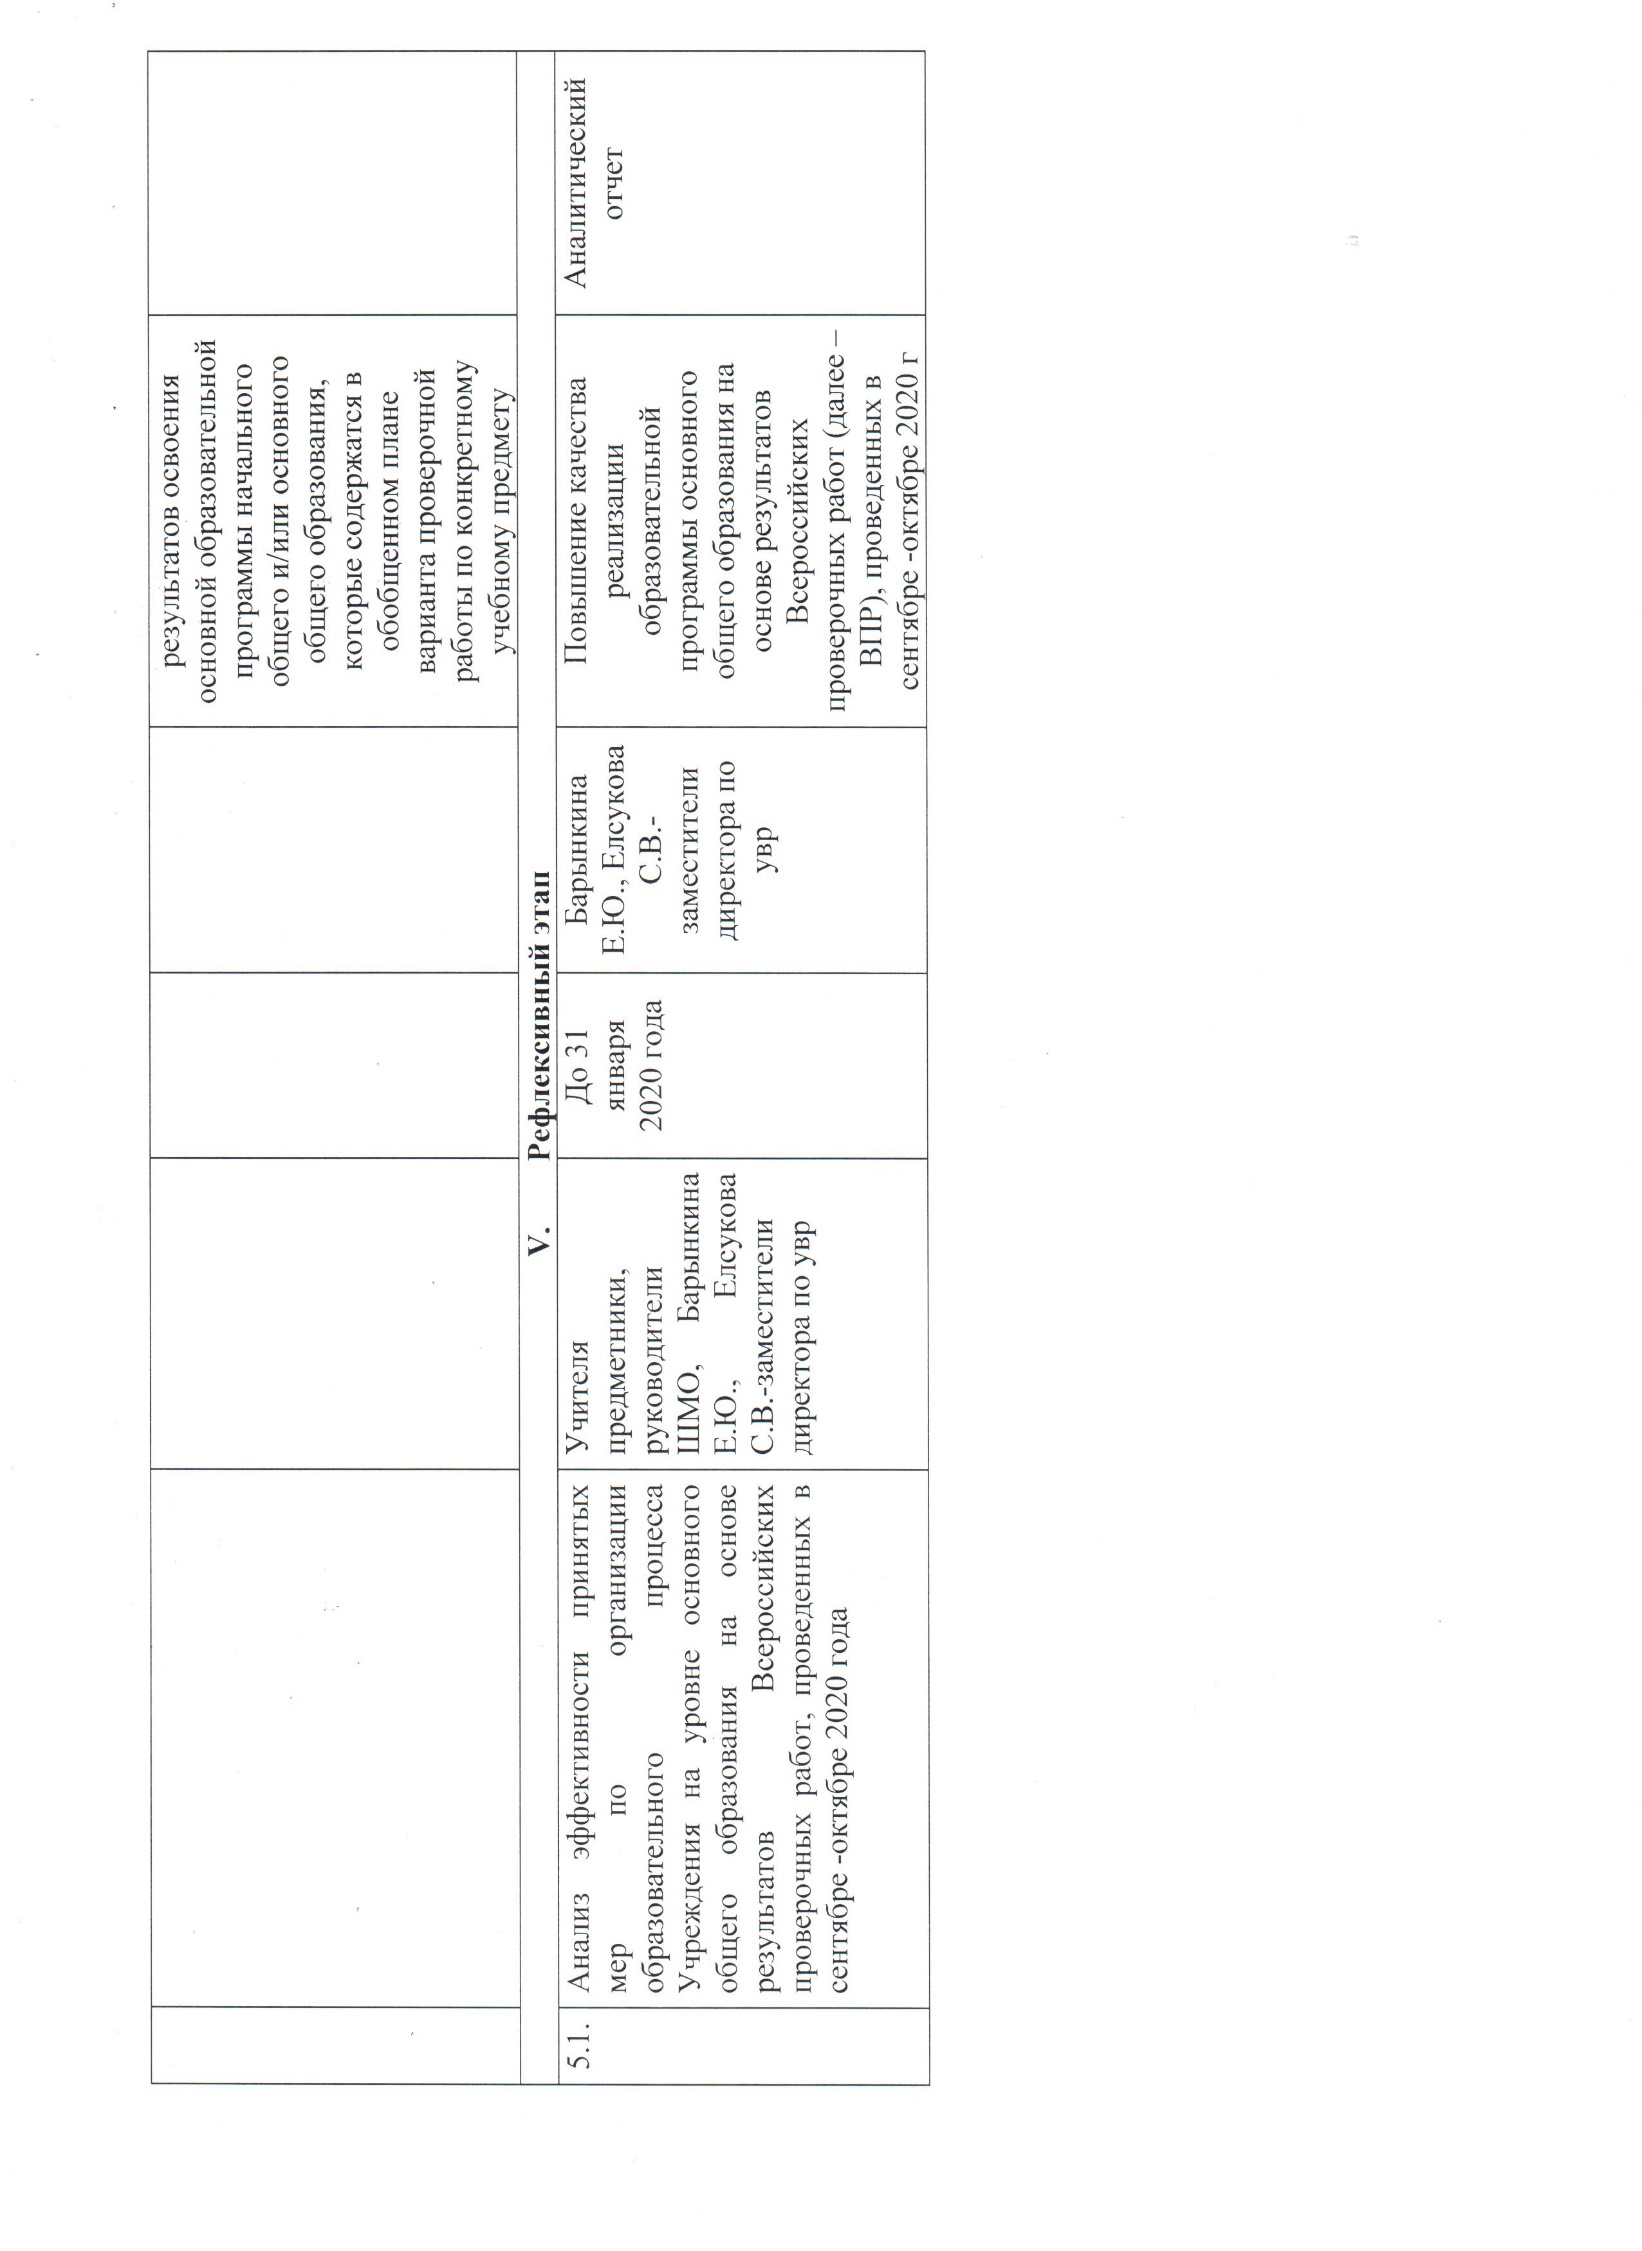 результатов освоения
основной образовательной
программы начального
общего и/или основного
общего образования,
которые содержатся в
обобщенном плане
варианта проверочной
работы по конкретному
учебному предмету
V. Рефлексивный этап
5.1.
Анализ эффективности принятых
мер по организации
образовательного процесса
Учреждения на уровне основного
общего образования на основе
результатов Всероссийских
проверочных работ, проведенных в
сентябре -октябре 2020 года
Учителя
предметники,
руководители
ШМО, Барынкина
Е.Ю., Елсукова
С.В.-заместители
директора по увр
До 31
января
2020 года
Барынкина
Е.Ю., Елсукова
С.В.-
заместители
директора по
увр
Повышение качества
реализации
образовательной
программы основного
общего образования на
основе результатов
Всероссийских
проверочных работ (далее –
ВПР), проведенных в
сентябре -октябре 2020 г
Аналитический
отчет